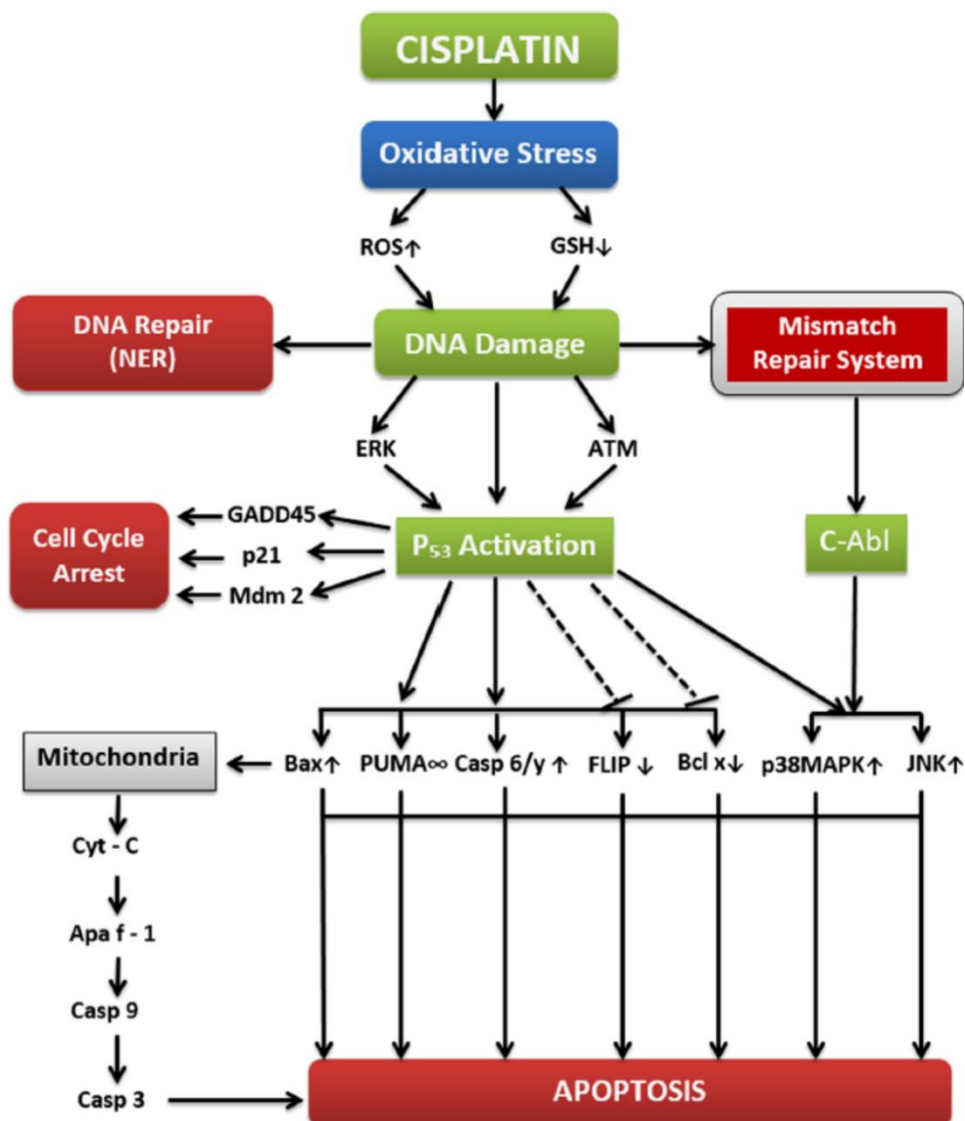 CISPLATIN
Oxidative Stress
ROS↑
GSH↓
DNA Repair
(NER)
DNA Damage
Mismatch
Repair System
ERK
ATM
Cell Cycle
Arrest
GADD45
p21
Mdm 2
P₅₃ Activation
C-Abl
Mitochondria
Bax↑
PUMA∞
Casp 6/y ↑
FLIP ↓
Bcl x↓
p38MAPK↑
JNK↑
Cyt - C
Apa f - 1
Casp 9
Casp 3
APOPTOSIS